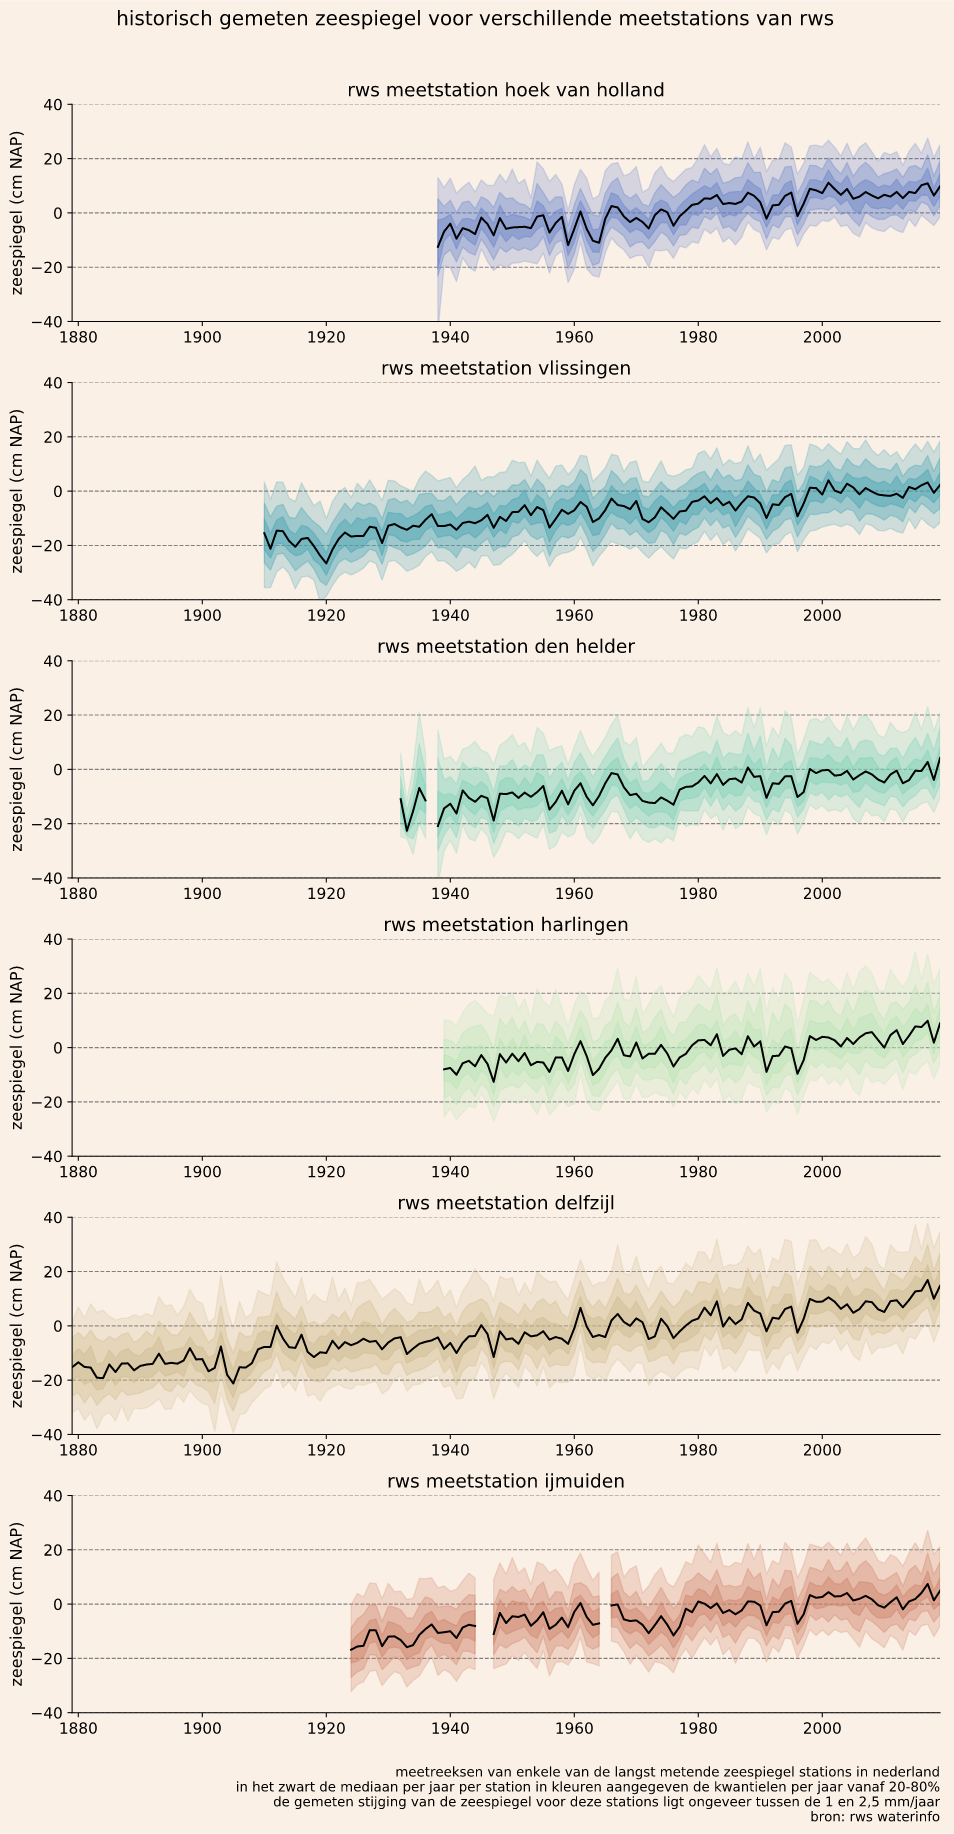 historisch gemeten zeespiegel voor verschillende meetstations van rws
rws meetstation hoek van holland
zeespiegel (cm NAP)
40
20
0
−20
−40
1880 1900 1920 1940 1960 1980 2000
rws meetstation vlissingen
zeespiegel (cm NAP)
40
20
0
−20
−40
1880 1900 1920 1940 1960 1980 2000
rws meetstation den helder
zeespiegel (cm NAP)
40
20
0
−20
−40
1880 1900 1920 1940 1960 1980 2000
rws meetstation harlingen
zeespiegel (cm NAP)
40
20
0
−20
−40
1880 1900 1920 1940 1960 1980 2000
rws meetstation delfzijl
zeespiegel (cm NAP)
40
20
0
−20
−40
1880 1900 1920 1940 1960 1980 2000
rws meetstation ijmuiden
zeespiegel (cm NAP)
40
20
0
−20
−40
1880 1900 1920 1940 1960 1980 2000
meetreeksen van enkele van de langst metende zeespiegel stations in nederland
in het zwart de mediaan per jaar per station in kleuren aangegeven de kwantielen per jaar vanaf 20-80%
de gemeten stijging van de zeespiegel voor deze stations ligt ongeveer tussen de 1 en 2,5 mm/jaar
bron: rws waterinfo